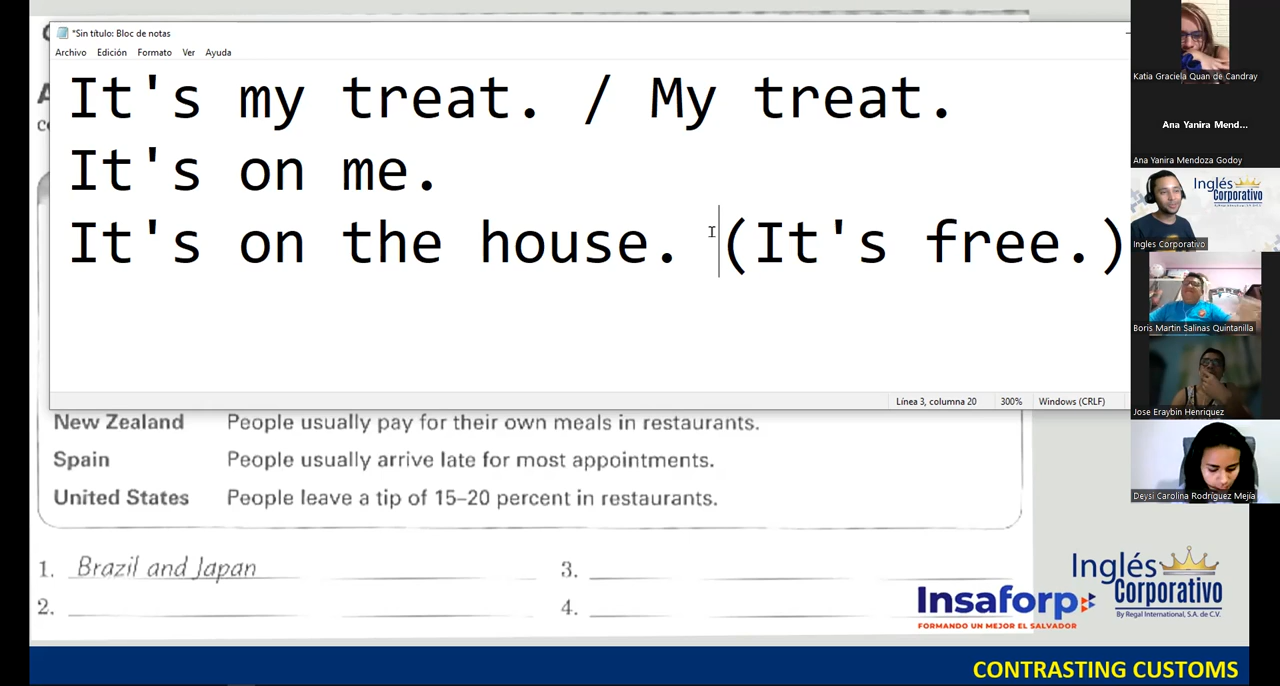 *Sin título: Bloc de notas
Archivo Edición Formato Ver Ayuda
It's my treat. / My treat.
It's on me.
It's on the house. (It's free.)
Línea 3, columna 20 300% Windows (CRLF)
New Zealand People usually pay for their own meals in restaurants.
Spain People usually arrive late for most appointments.
United States People leave a tip of 15–20 percent in restaurants.
1. Brazil and Japan 3.
2. 4.
Insaforp
FORMANDO UN MEJOR EL SALVADOR
Inglés Corporativo
By Regal International, S.A. de C.V.
CONTRASTING CUSTOMS
Katia Graciela Quan de Candray
Ana Yanira Mend...
Ana Yanira Mendoza Godoy
Inglés
Corporativo
Ingles Corporativo
Boris Martin Salinas Quintanilla
Jose Eraybin Henriquez
Deysi Carolina Rodríguez Mejía